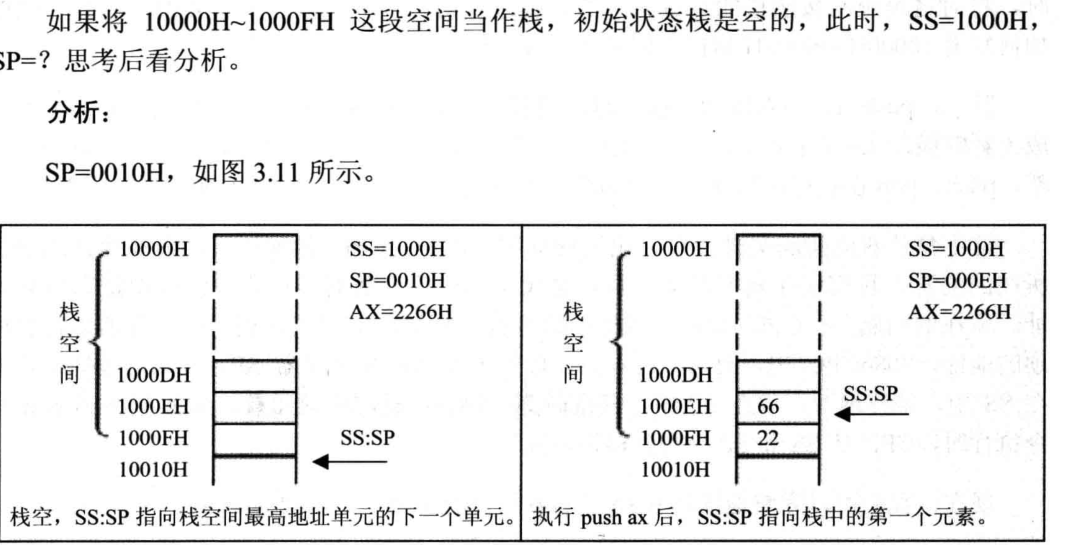 如果将 10000H~1000FH 这段空间当作栈，初始状态栈是空的，此时，SS=1000H，
SP=？思考后看分析。
分析：
SP=0010H，如图 3.11 所示。
10000H
SS=1000H
SP=0010H
AX=2266H
栈空间
1000DH
1000EH
1000FH
SS:SP
10010H
栈空，SS:SP 指向栈空间最高地址单元的下一个单元。
10000H
SS=1000H
SP=000EH
AX=2266H
栈空间
1000DH
1000EH 66
SS:SP
1000FH 22
10010H
执行 push ax 后，SS:SP 指向栈中的第一个元素。